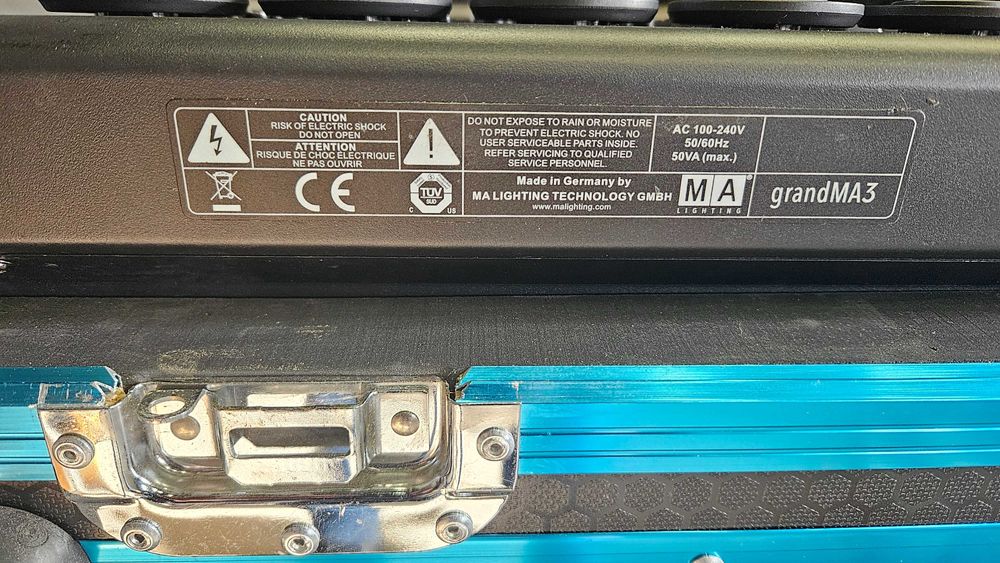 CAUTION
RISK OF ELECTRIC SHOCK
DO NOT OPEN
ATTENTION
RISQUE DE CHOC ELECTRIQUE
NE PAS OUVRIR
DO NOT EXPOSE TO RAIN OR MOISTURE
TO PREVENT ELECTRIC SHOCK. NO
USER SERVICEABLE PARTS INSIDE.
REFER SERVICING TO QUALIFIED
SERVICE PERSONNEL.
AC 100-240V
50/60Hz
50VA (max.)
CE
TÜV
SUD
C US
Made in Germany by
MA LIGHTING TECHNOLOGY GMBH
www.malighting.com
MA
LIGHTING
grandMA3